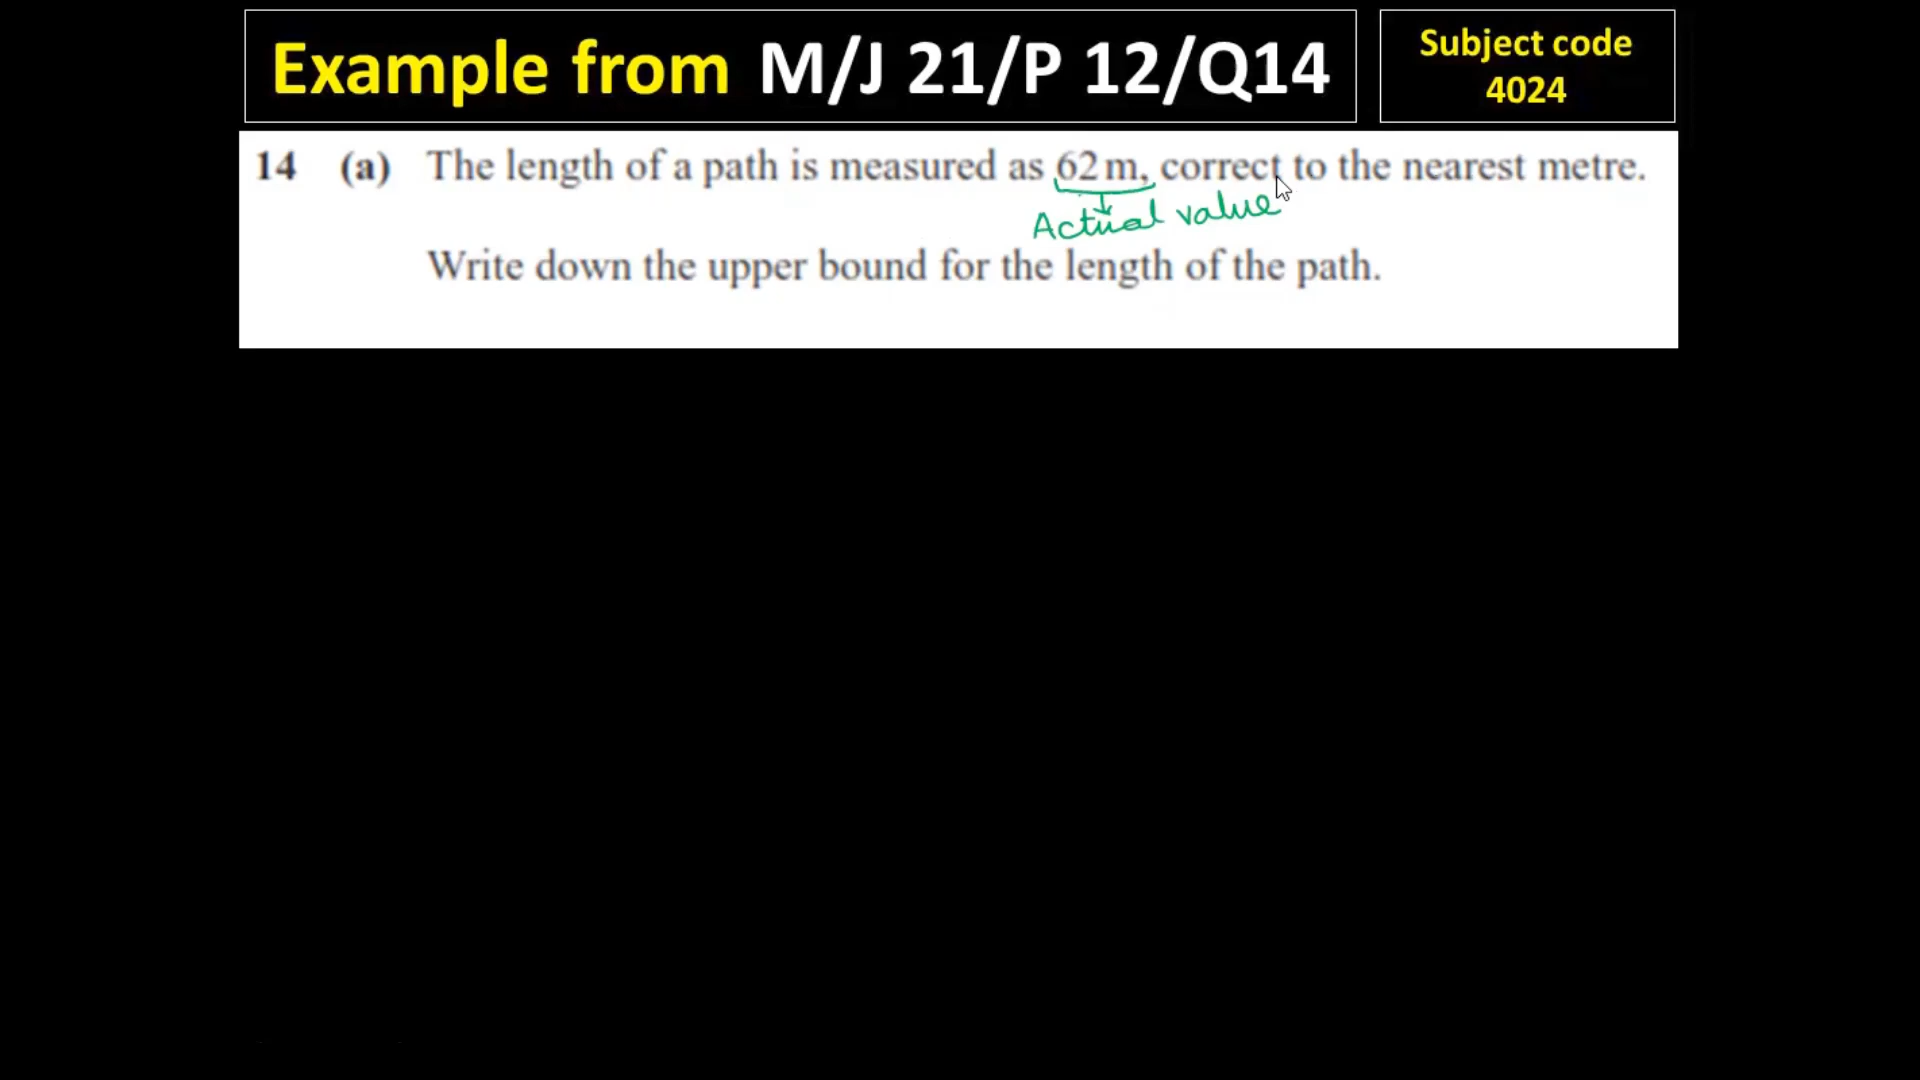 Example from M/J 21/P 12/Q14
Subject code
4024
14 (a) The length of a path is measured as 62 m, correct to the nearest metre.
Actual value
Write down the upper bound for the length of the path.